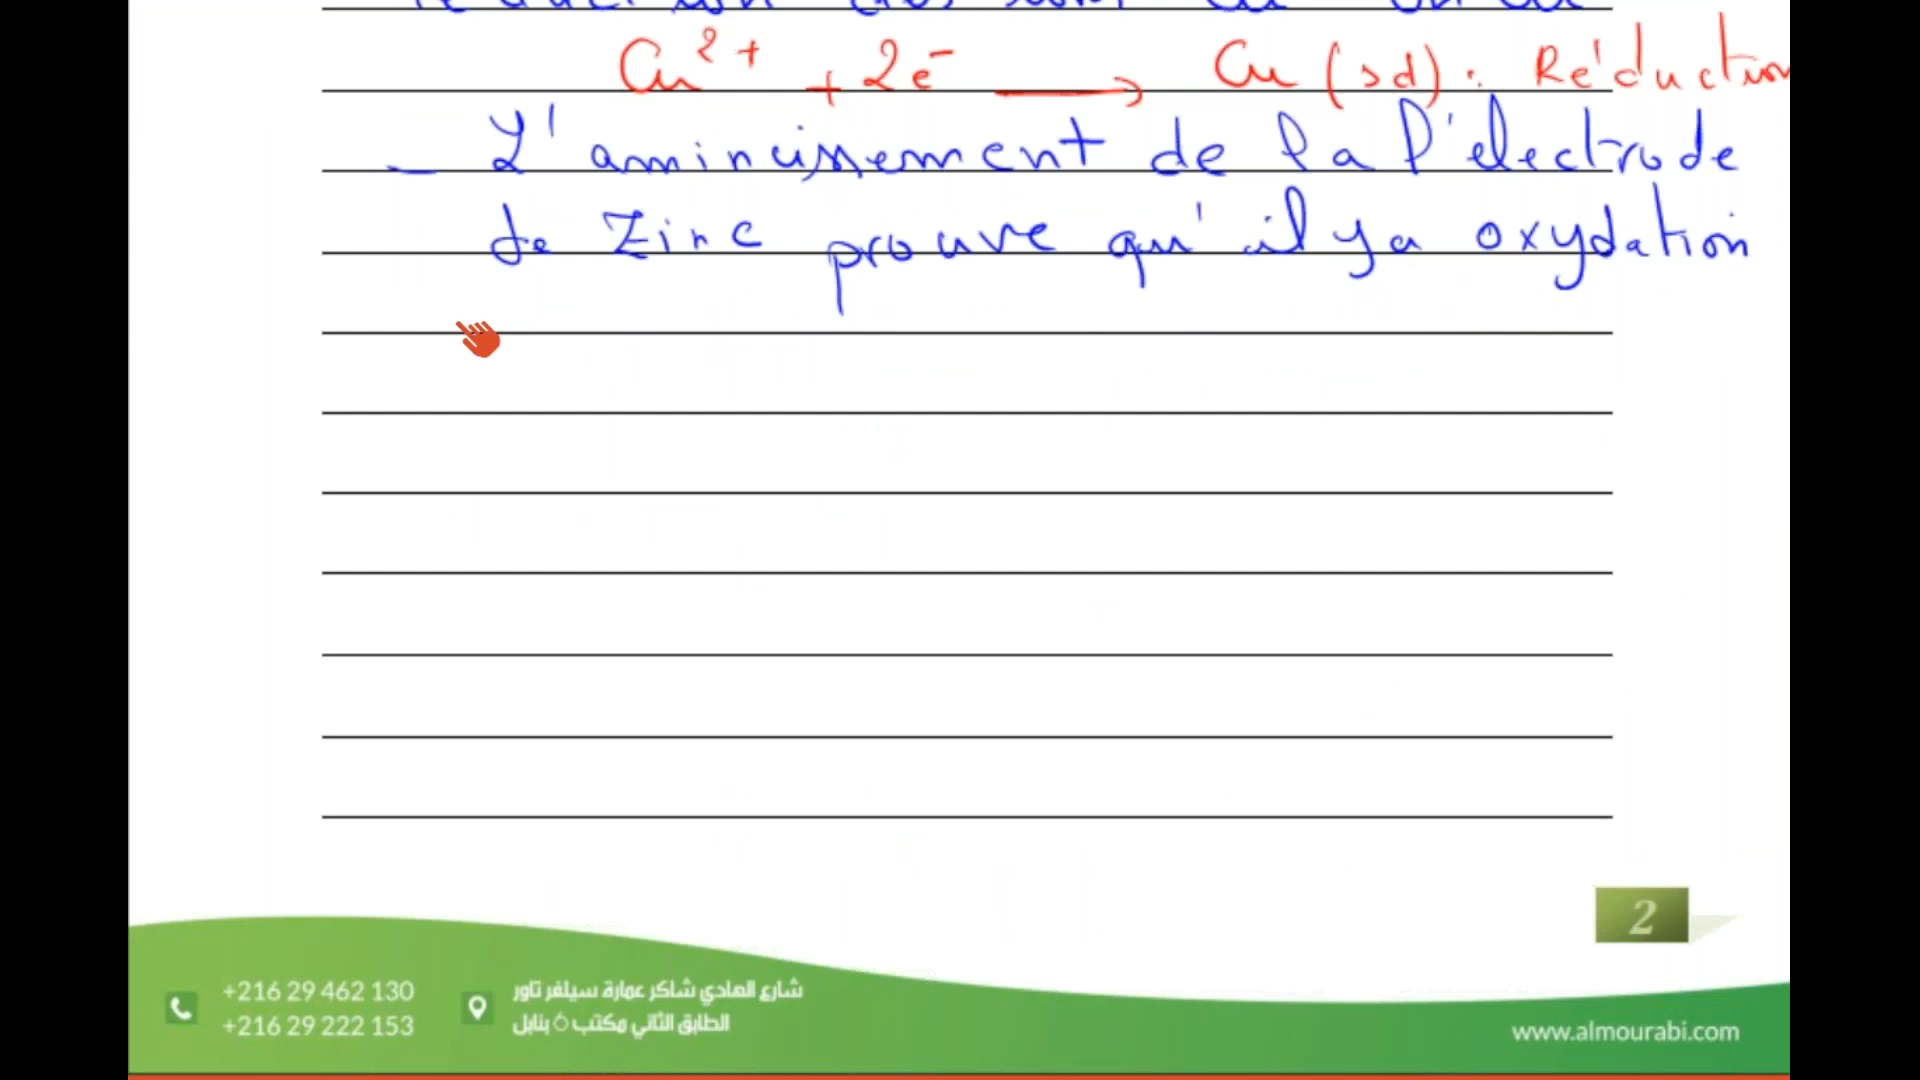 Cu²⁺ + 2e⁻ → Cu (sd) : Réduction
_ L'amincissement de la l'électrode
de Zinc prouve qu'il y a oxydation
2
+216 29 462 130
+216 29 222 153
شارع الهادي شاكر عمارة سيلفر تاور
الطابق الثاني مكتب 6 بنابل
www.almourabi.com